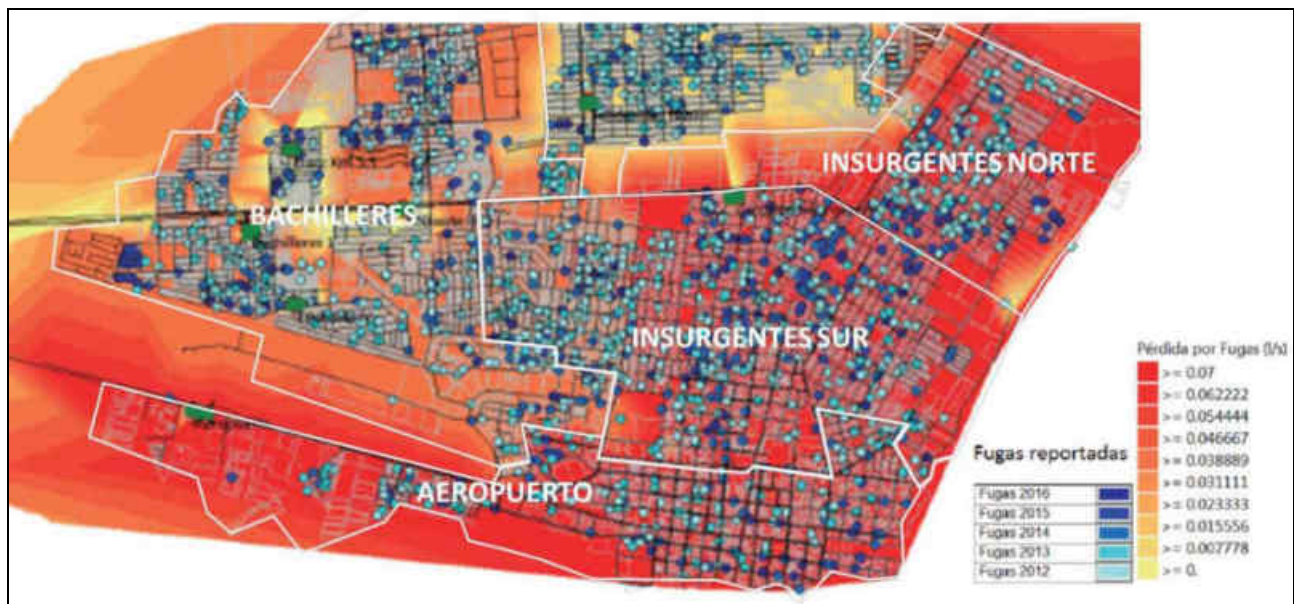 INSURGENTES NORTE
BACHILLERES
INSURGENTES SUR
AEROPUERTO
Pérdida por Fugas (l/s)
>= 0.07
>= 0.062222
>= 0.054444
>= 0.046667
>= 0.038889
>= 0.031111
>= 0.023333
>= 0.015556
>= 0.007778
>= 0.
Fugas reportadas
Fugas 2016
Fugas 2015
Fugas 2014
Fugas 2013
Fugas 2012